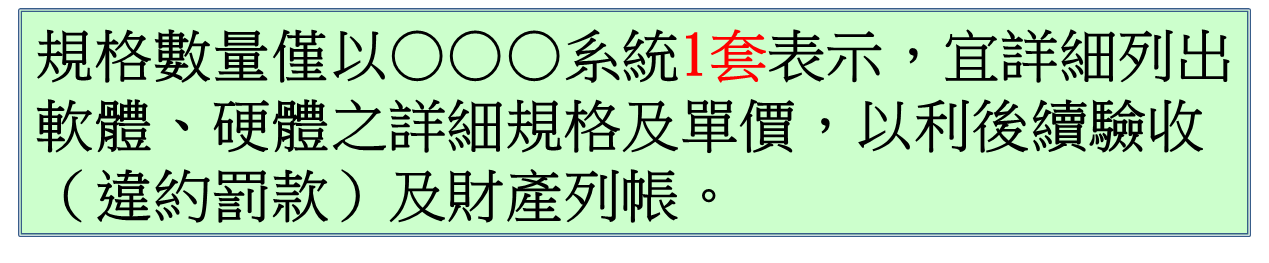 規格數量僅以○○○系統1套表示，宜詳細列出
軟體、硬體之詳細規格及單價，以利後續驗收
（違約罰款）及財產列帳。